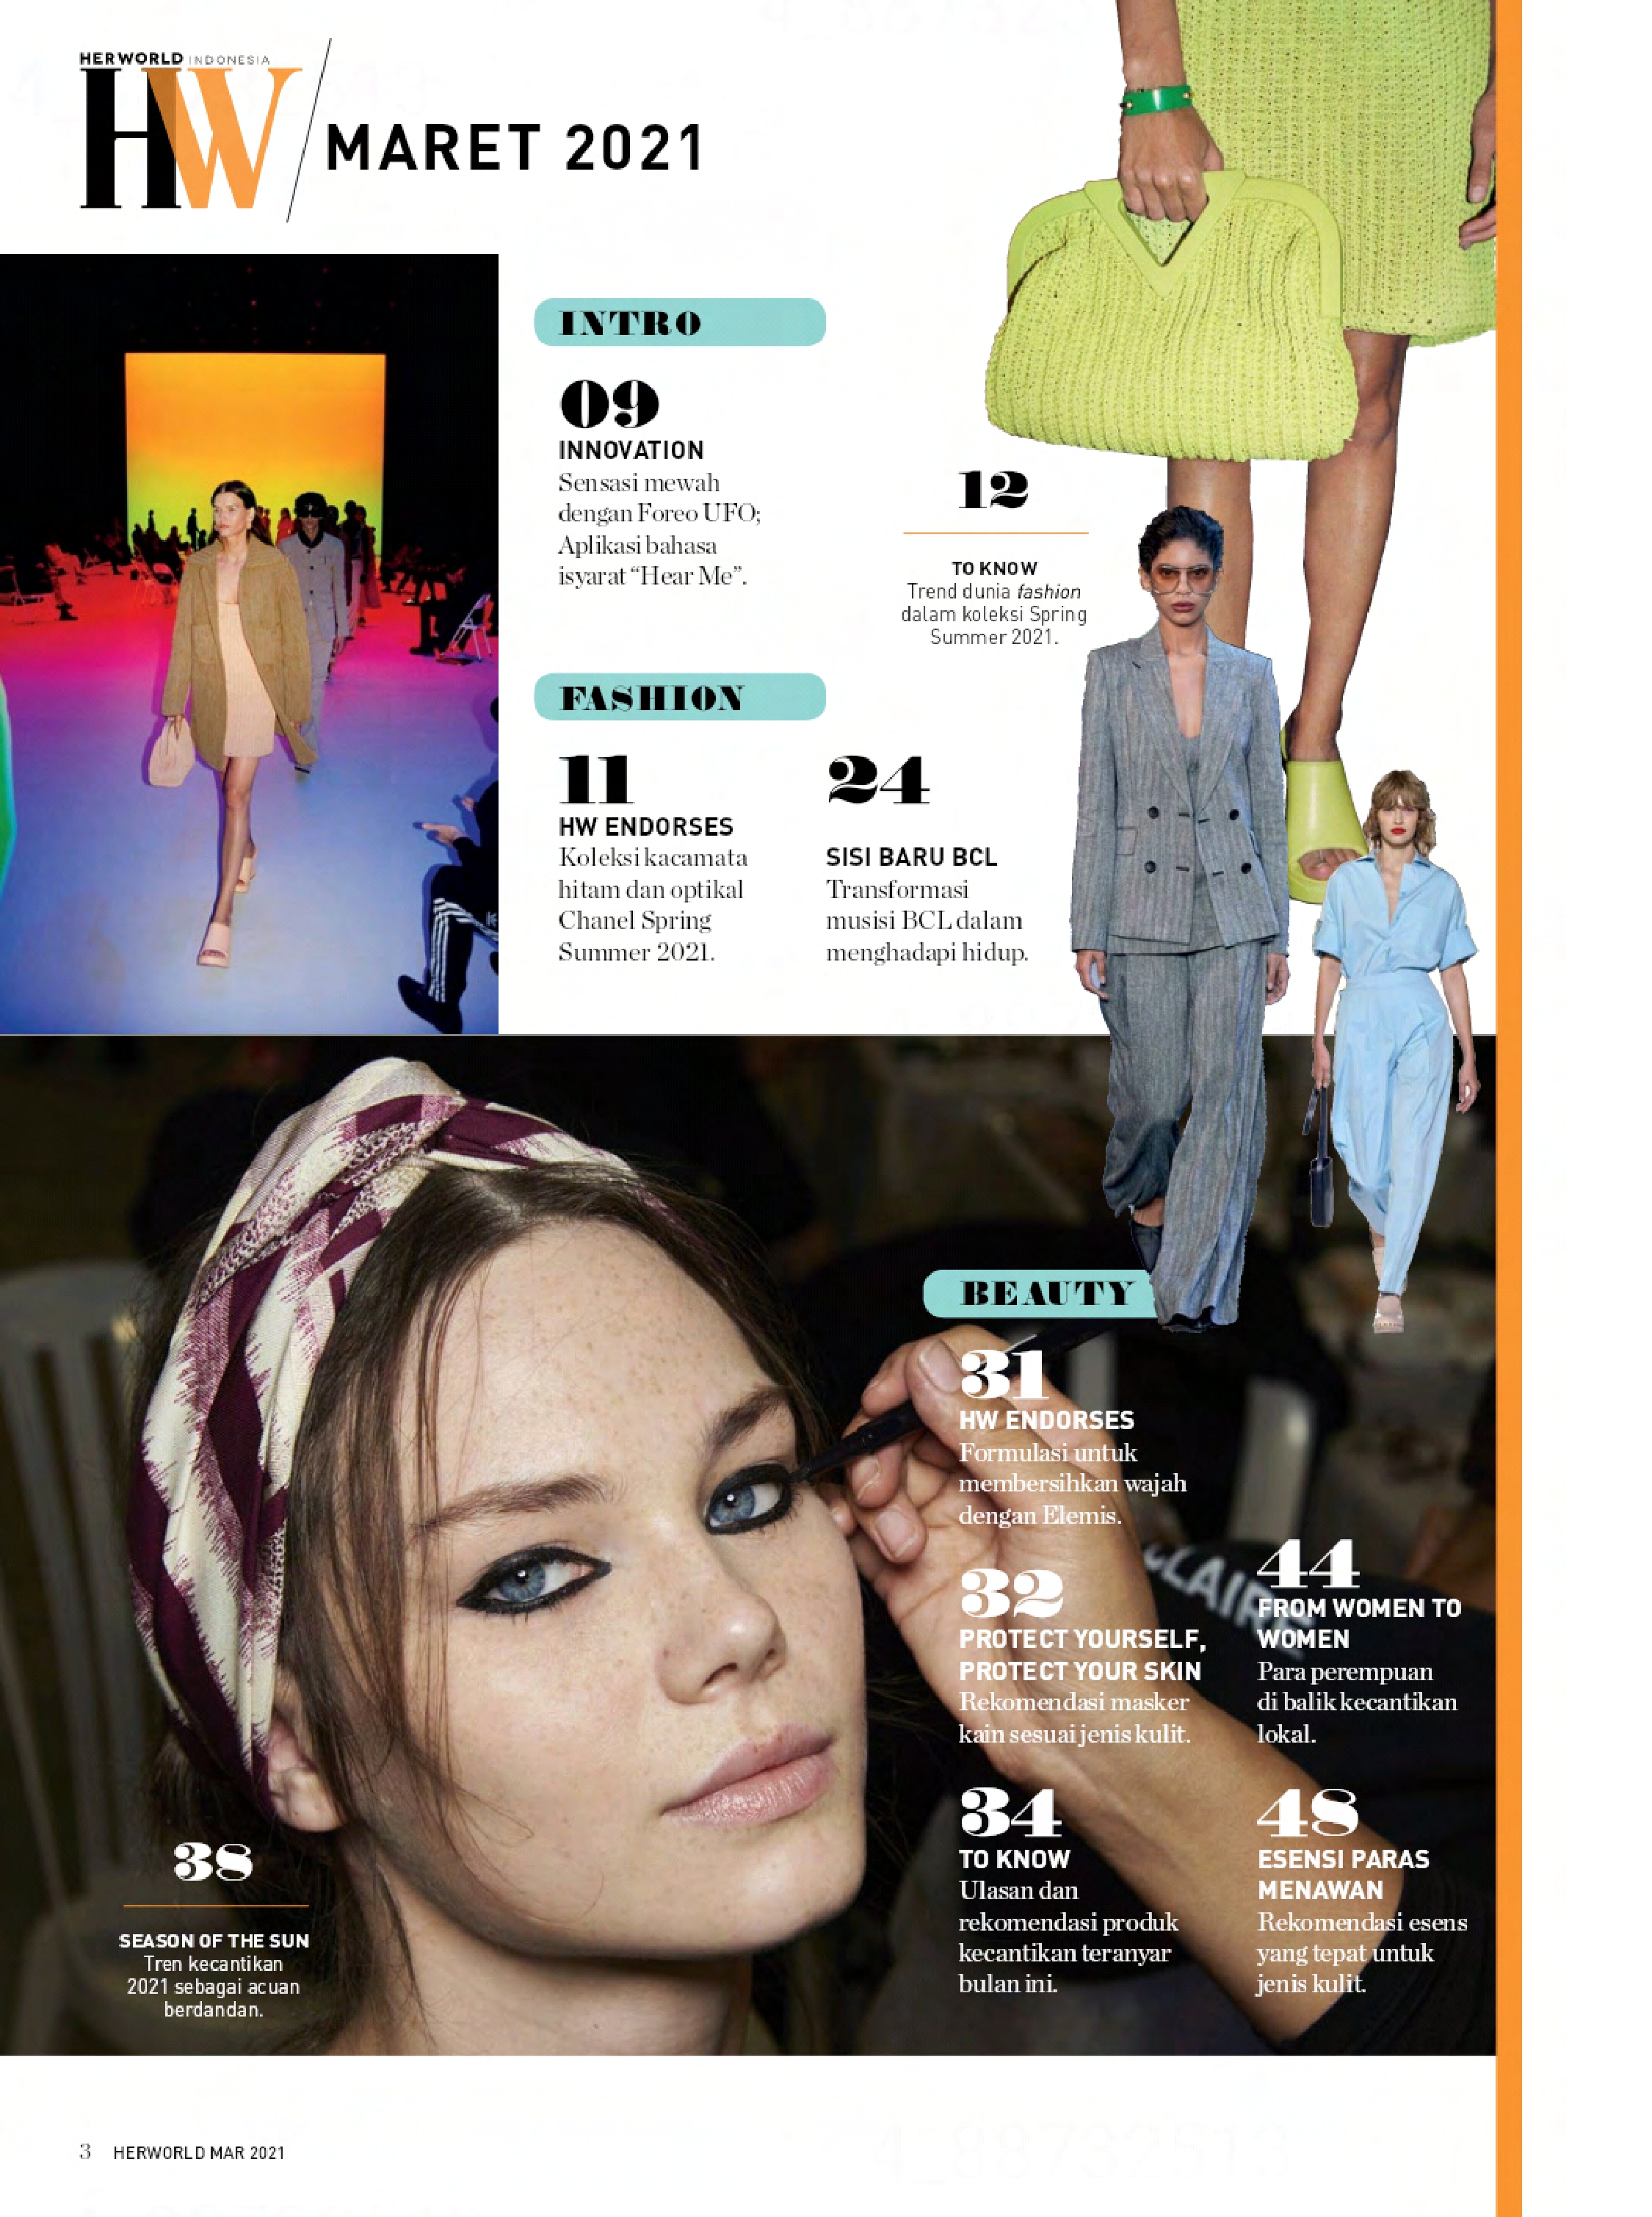 HERWORLD INDONESIA
HW
MARET 2021
INTRO
09
INNOVATION
Sensasi mewah
dengan Foreo UFO;
Aplikasi bahasa
isyarat “Hear Me”.
12
TO KNOW
Trend dunia fashion
dalam koleksi Spring
Summer 2021.
FASHION
11
HW ENDORSES
Koleksi kacamata
hitam dan optikal
Chanel Spring
Summer 2021.
24
SISI BARU BCL
Transformasi
musisi BCL dalam
menghadapi hidup.
BEAUTY
31
HW ENDORSES
Formulasi untuk
membersihkan wajah
dengan Elemis.
32
PROTECT YOURSELF,
PROTECT YOUR SKIN
Rekomendasi masker
kain sesuai jenis kulit.
34
TO KNOW
Ulasan dan
rekomendasi produk
kecantikan teranyar
bulan ini.
44
FROM WOMEN TO
WOMEN
Para perempuan
di balik kecantikan
lokal.
48
ESENSI PARAS
MENAWAN
Rekomendasi esens
yang tepat untuk
jenis kulit.
38
SEASON OF THE SUN
Tren kecantikan
2021 sebagai acuan
berdandan.
3 HERWORLD MAR 2021